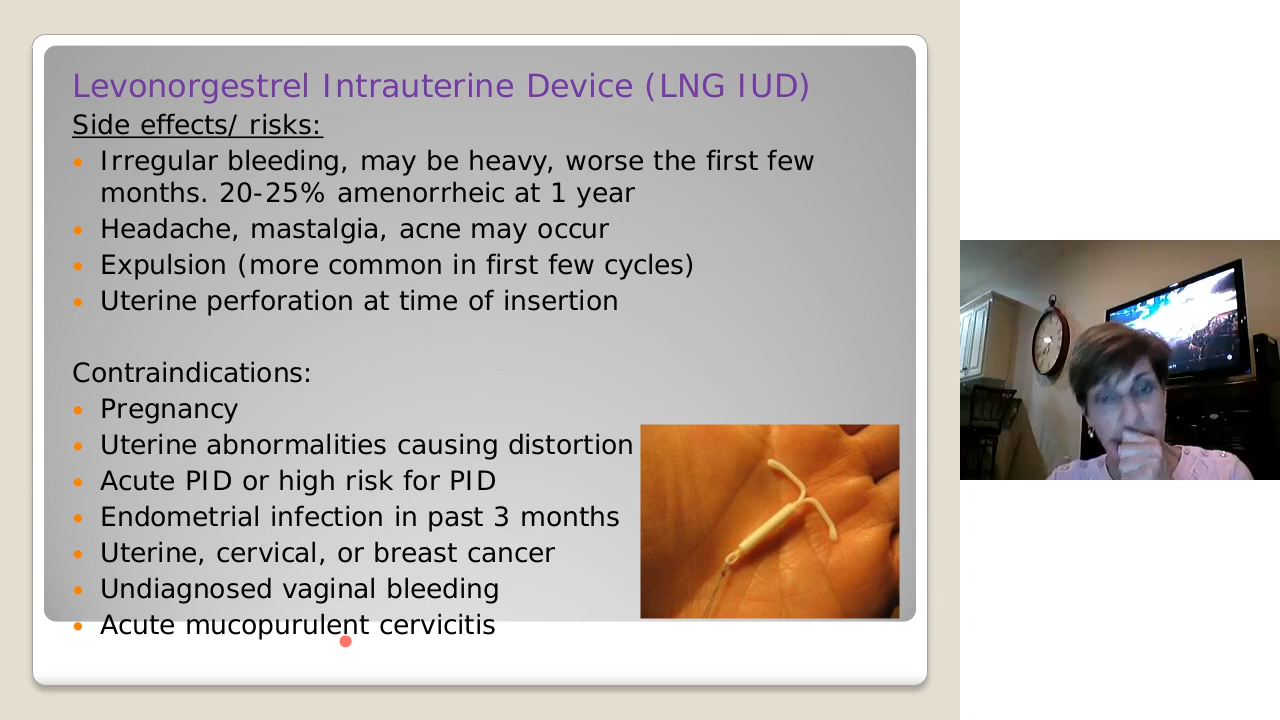 Levonorgestrel Intrauterine Device (LNG IUD)
Side effects/ risks:
• Irregular bleeding, may be heavy, worse the first few
months. 20-25% amenorrheic at 1 year
• Headache, mastalgia, acne may occur
• Expulsion (more common in first few cycles)
• Uterine perforation at time of insertion
Contraindications:
• Pregnancy
• Uterine abnormalities causing distortion
• Acute PID or high risk for PID
• Endometrial infection in past 3 months
• Uterine, cervical, or breast cancer
• Undiagnosed vaginal bleeding
• Acute mucopurulent cervicitis